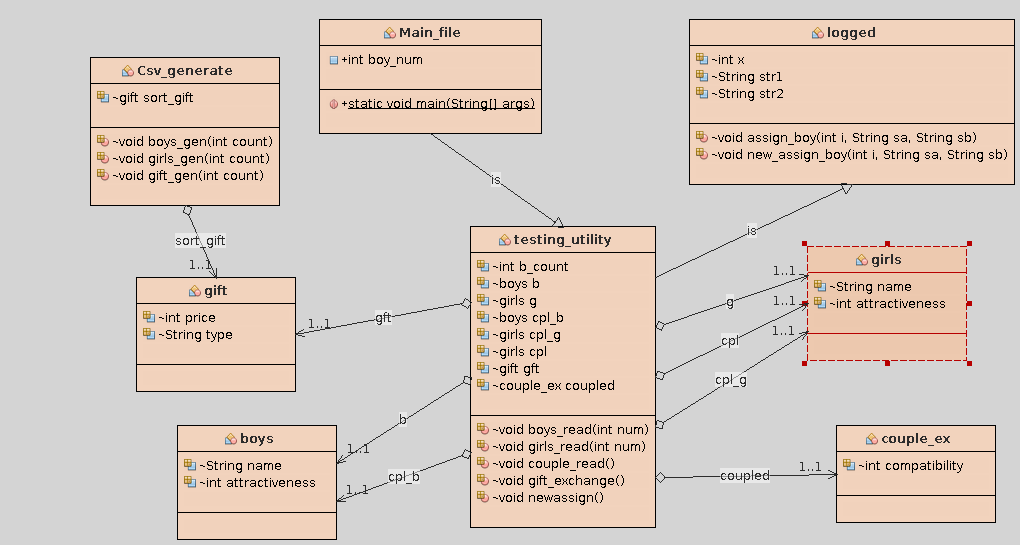 Csv_generate
~gift sort_gift
~void boys_gen(int count)
~void girls_gen(int count)
~void gift_gen(int count)
Main_file
+int boy_num
+static void main(String[] args)
logged
~int x
~String str1
~String str2
~void assign_boy(int i, String sa, String sb)
~void new_assign_boy(int i, String sa, String sb)
is
is
sort_gift
1..1
gift
~int price
~String type
gft
1..1
testing_utility
~int b_count
~boys b
~girls g
~boys cpl_b
~girls cpl_g
~girls cpl
~gift gft
~couple_ex coupled
~void boys_read(int num)
~void girls_read(int num)
~void couple_read()
~void gift_exchange()
~void newassign()
g
1..1
cpl
1..1
cpl_g
1..1
girls
~String name
~int attractiveness
b
1..1
cpl_b
1..1
boys
~String name
~int attractiveness
coupled
1..1
couple_ex
~int compatibility